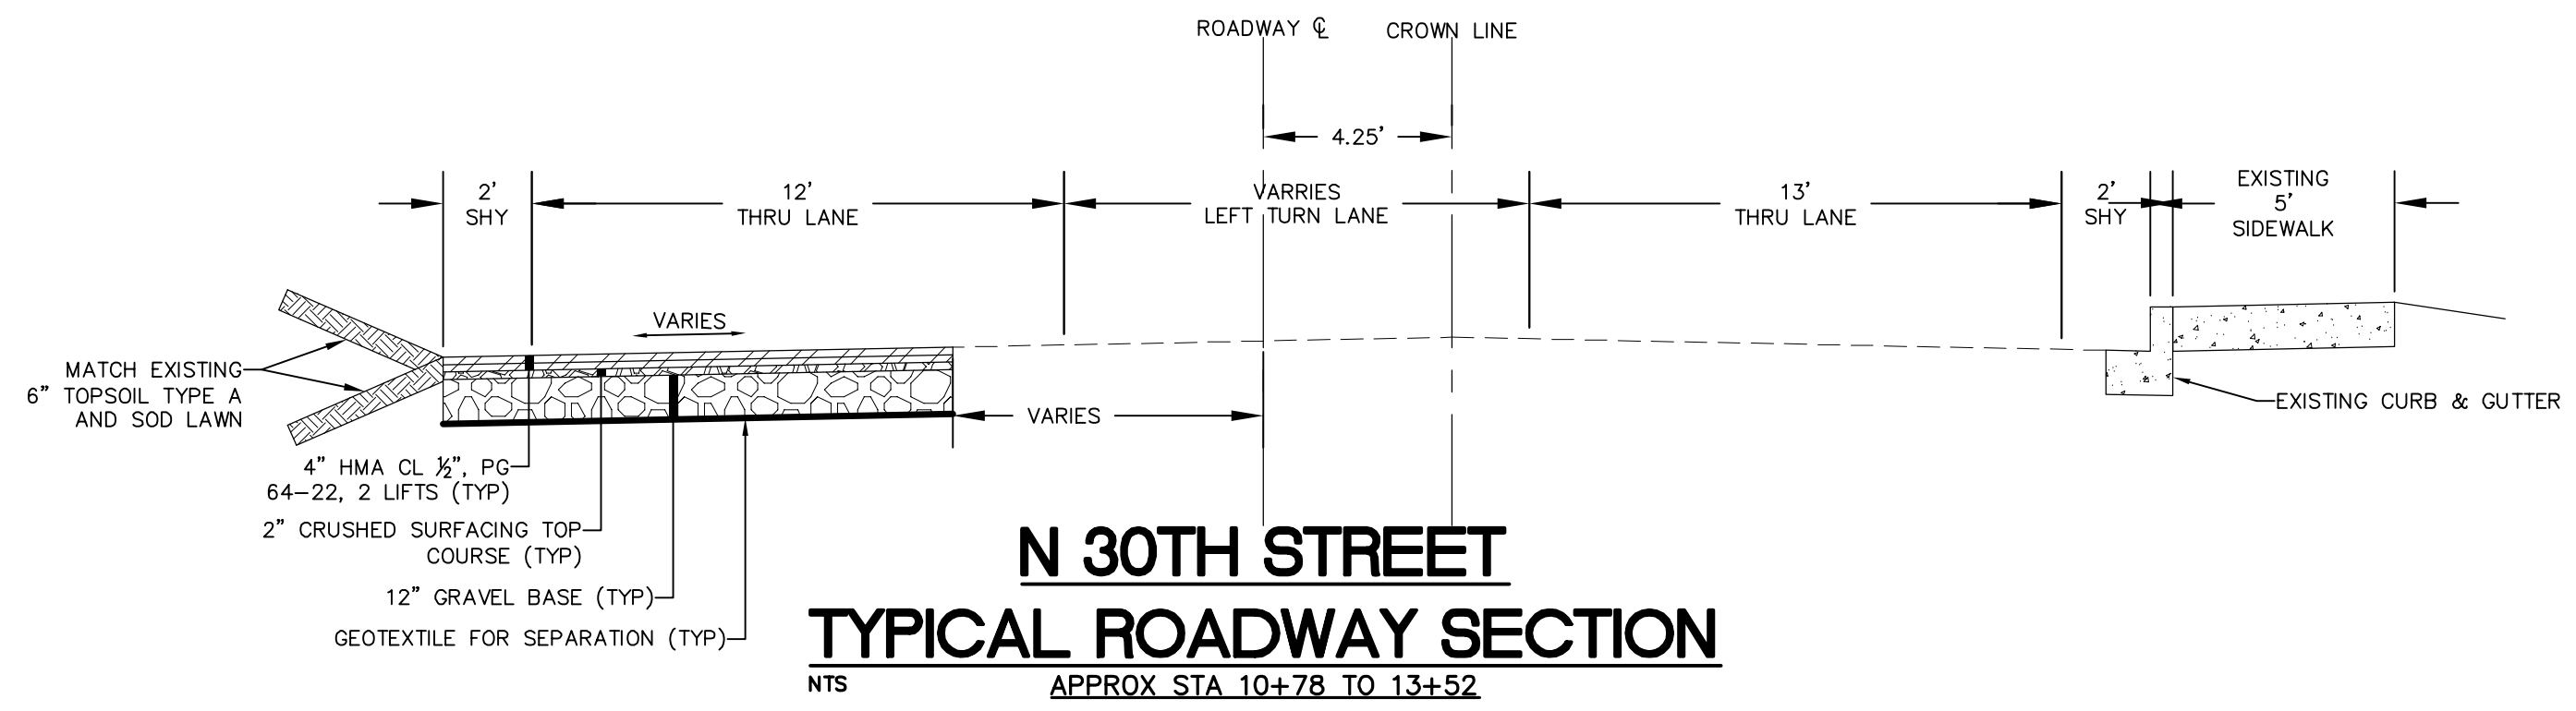 ROADWAY ℄
CROWN LINE
4.25’
2’
SHY
12’
THRU LANE
VARRIES
LEFT TURN LANE
13’
THRU LANE
2’
SHY
EXISTING
5’
SIDEWALK
VARIES
MATCH EXISTING
6” TOPSOIL TYPE A
AND SOD LAWN
VARIES
EXISTING CURB & GUTTER
4” HMA CL ½”, PG
64–22, 2 LIFTS (TYP)
2” CRUSHED SURFACING TOP
COURSE (TYP)
12” GRAVEL BASE (TYP)
GEOTEXTILE FOR SEPARATION (TYP)
N 30TH STREET
TYPICAL ROADWAY SECTION
NTS
APPROX STA 10+78 TO 13+52